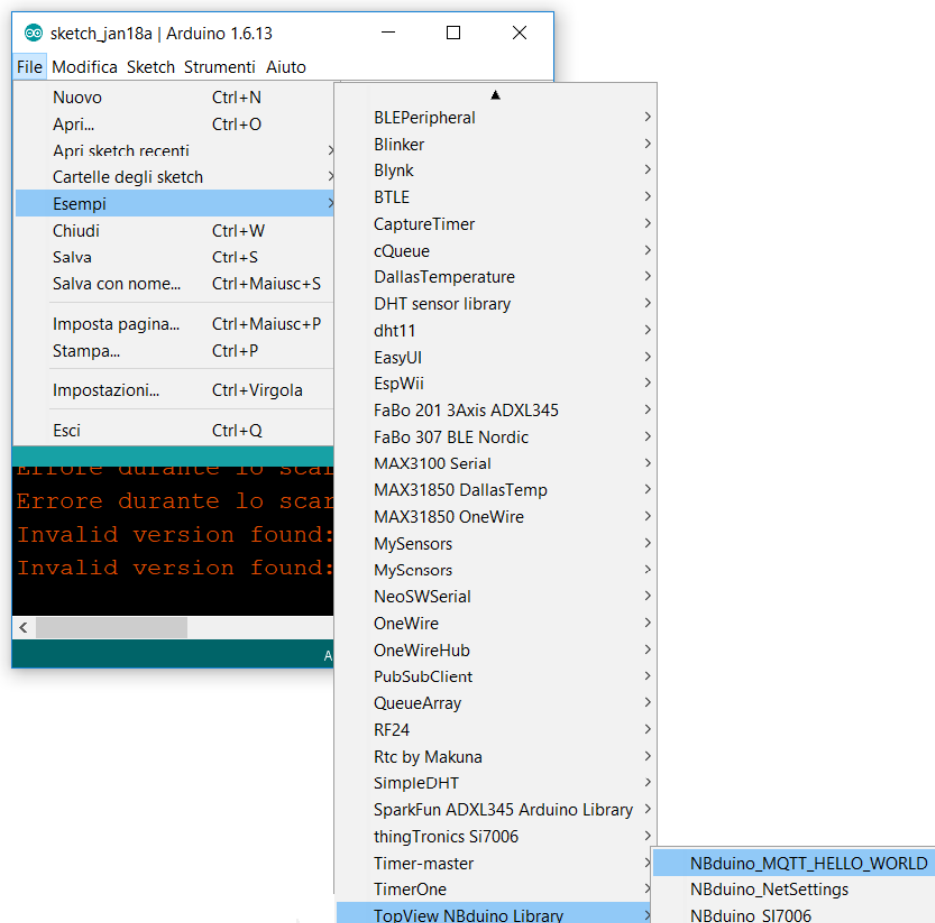 sketch_jan18a | Arduino 1.6.13
File Modifica Sketch Strumenti Aiuto
Nuovo Ctrl+N
Apri... Ctrl+O
Apri sketch recenti
Cartelle degli sketch
Esempi
Chiudi Ctrl+W
Salva Ctrl+S
Salva con nome... Ctrl+Maiusc+S
Imposta pagina... Ctrl+Maiusc+P
Stampa... Ctrl+P
Impostazioni... Ctrl+Virgola
Esci Ctrl+Q
Errore durante lo scar
Errore durante lo scar
Invalid version found:
Invalid version found:
A
BLEPeripheral
Blinker
Blynk
BTLE
CaptureTimer
cQueue
DallasTemperature
DHT sensor library
dht11
EasyUI
EspWii
FaBo 201 3Axis ADXL345
FaBo 307 BLE Nordic
MAX3100 Serial
MAX31850 DallasTemp
MAX31850 OneWire
MySensors
MySensors
NeoSWSerial
OneWire
OneWireHub
PubSubClient
QueueArray
RF24
Rtc by Makuna
SimpleDHT
SparkFun ADXL345 Arduino Library
thingTronics Si7006
Timer-master
TimerOne
TopView NBduino Library
NBduino_MQTT_HELLO_WORLD
NBduino_NetSettings
NBduino_SI7006